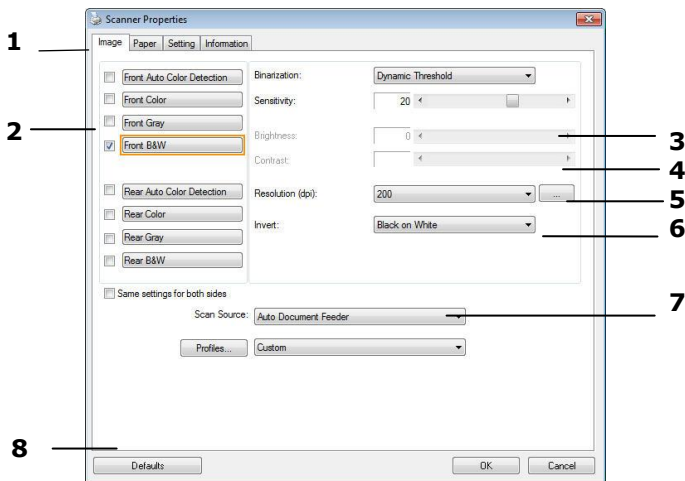 Scanner Properties
1
Image Paper Setting Information
Front Auto Color Detection
Binarization: Dynamic Threshold
Front Color
Sensitivity: 20
2
Front Gray
Front B&W
Brightness: 0
3
Contrast:
4
Rear Auto Color Detection
Resolution (dpi): 200 ...
5
Rear Color
Invert: Black on White
6
Rear Gray
Rear B&W
Same settings for both sides
7
Scan Source: Auto Document Feeder
Profiles... Custom
8
Defaults OK Cancel